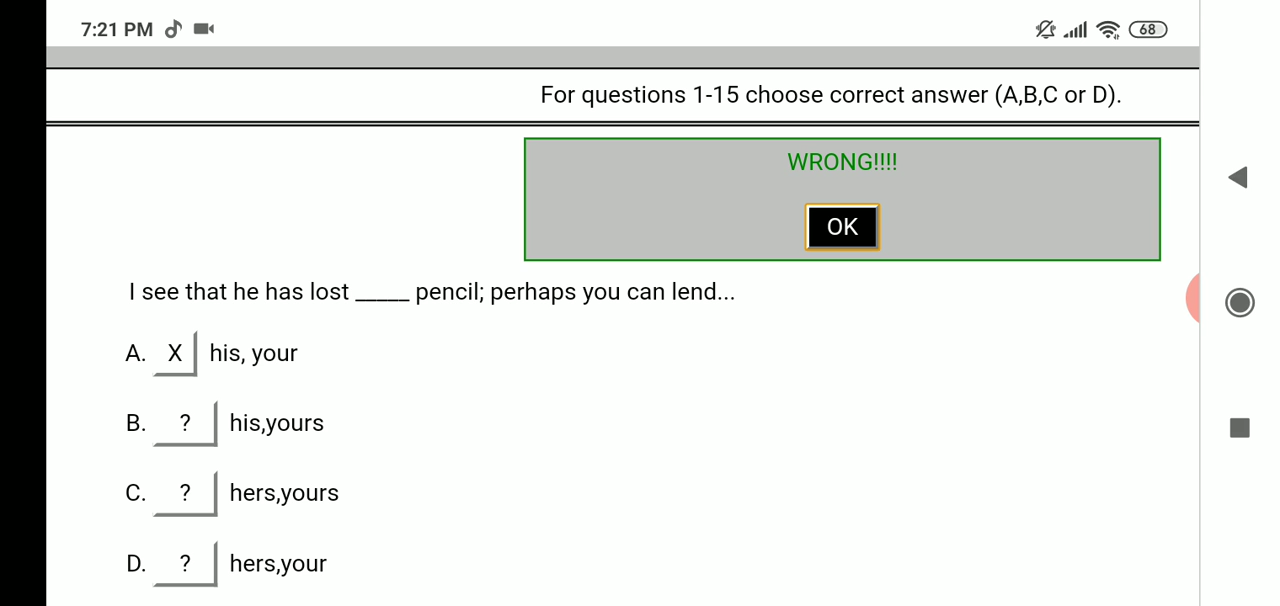 7:21 PM
68
For questions 1-15 choose correct answer (A,B,C or D).
WRONG!!!!
OK
I see that he has lost _____ pencil; perhaps you can lend...
A. X his, your
B. ? his,yours
C. ? hers,yours
D. ? hers,your